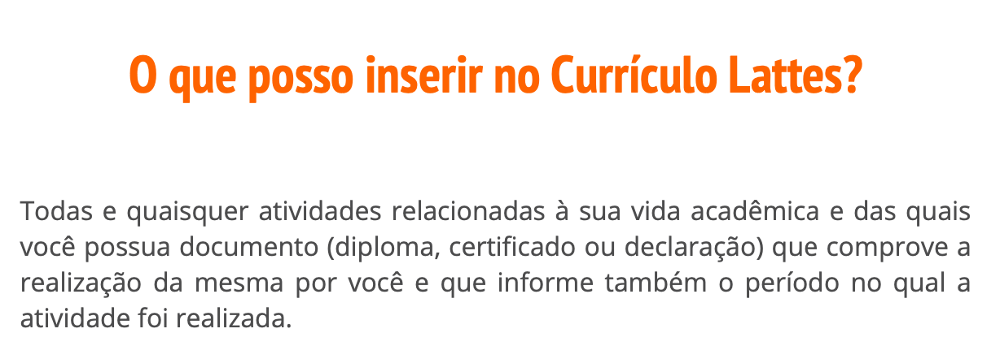 O que posso inserir no Currículo Lattes?
Todas e quaisquer atividades relacionadas à sua vida acadêmica e das quais
você possua documento (diploma, certificado ou declaração) que comprove a
realização da mesma por você e que informe também o período no qual a
atividade foi realizada.